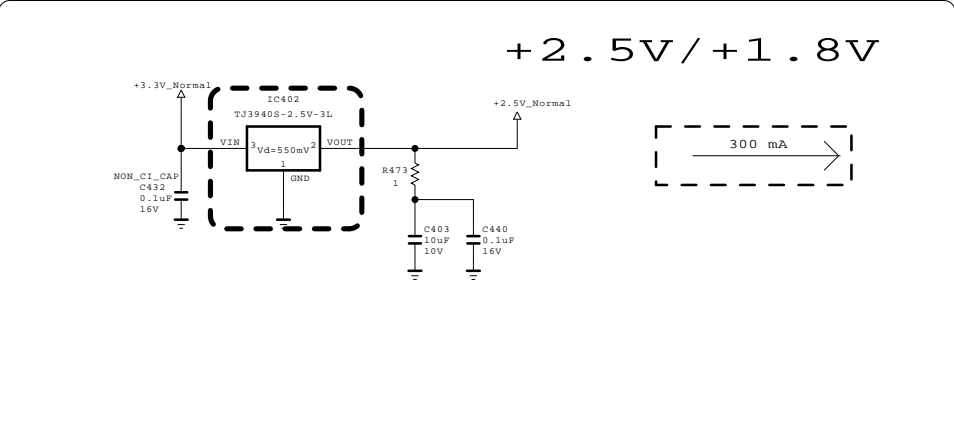 +2.5V/+1.8V
+3.3V_Normal
IC402
TJ3940S-2.5V-3L
+2.5V_Normal
VIN
3
Vd=550mV
2
VOUT
1
GND
300 mA
NON_CI_CAP
C432
0.1uF
16V
R473
1
C403
10uF
10V
C440
0.1uF
16V